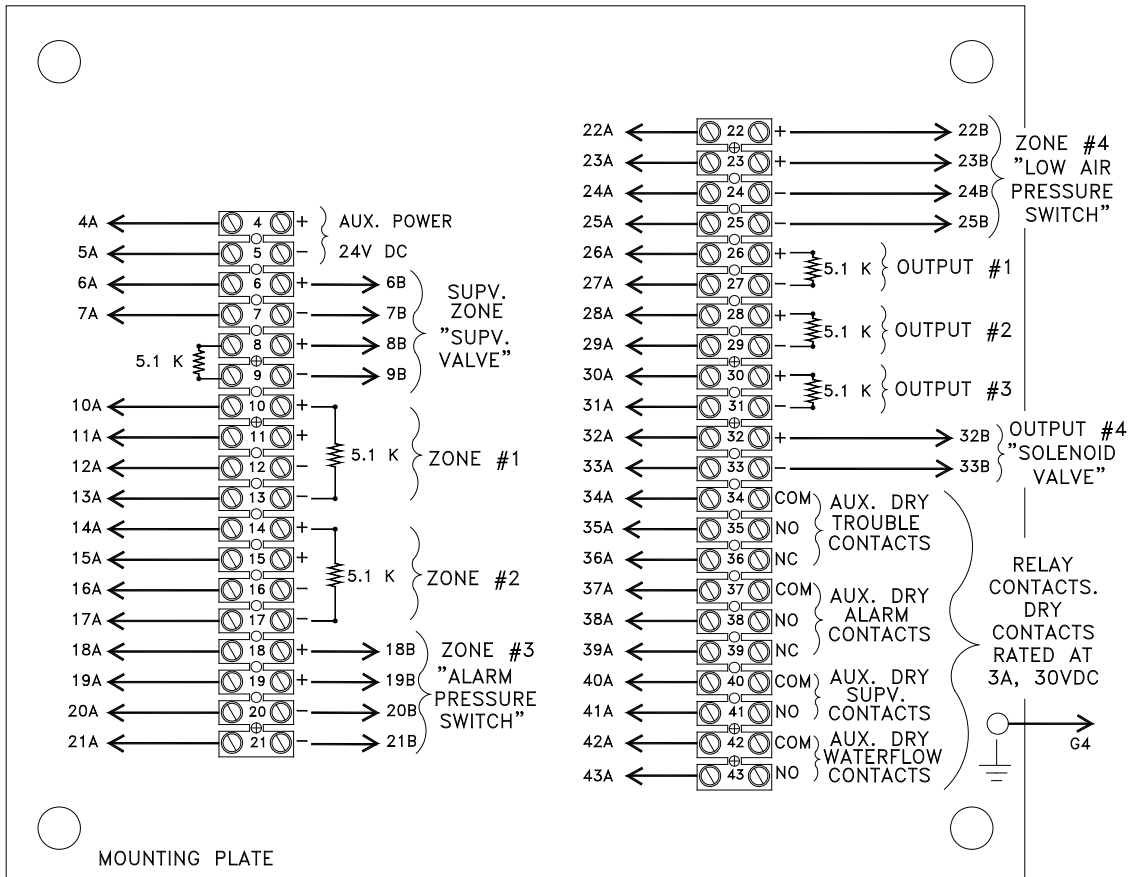 4A 4 + AUX. POWER
5A 5 − 24V DC
6A 6 + 6B
7A 7 − 7B
8 + 8B
9 − 9B
5.1 K
SUPV.
ZONE
"SUPV.
VALVE"
10A 10 +
11A 11 +
12A 12 −
13A 13 −
5.1 K
ZONE #1
14A 14 +
15A 15 +
16A 16 −
17A 17 −
5.1 K
ZONE #2
18A 18 + 18B
19A 19 + 19B
20A 20 − 20B
21A 21 − 21B
ZONE #3
"ALARM
PRESSURE
SWITCH"
22A 22 + 22B
23A 23 + 23B
24A 24 − 24B
25A 25 − 25B
ZONE #4
"LOW AIR
PRESSURE
SWITCH"
26A 26 +
27A 27 −
5.1 K
OUTPUT #1
28A 28 +
29A 29 −
5.1 K
OUTPUT #2
30A 30 +
31A 31 −
5.1 K
OUTPUT #3
32A 32 + 32B
33A 33 − 33B
OUTPUT #4
"SOLENOID
VALVE"
34A 34 COM
35A 35 NO
36A 36 NC
AUX. DRY
TROUBLE
CONTACTS
37A 37 COM
38A 38 NO
39A 39 NC
AUX. DRY
ALARM
CONTACTS
40A 40 COM
41A 41 NO
AUX. DRY
SUPV.
CONTACTS
42A 42 COM
43A 43 NO
AUX. DRY
WATERFLOW
CONTACTS
RELAY
CONTACTS.
DRY
CONTACTS
RATED AT
3A, 30VDC
G4
MOUNTING PLATE